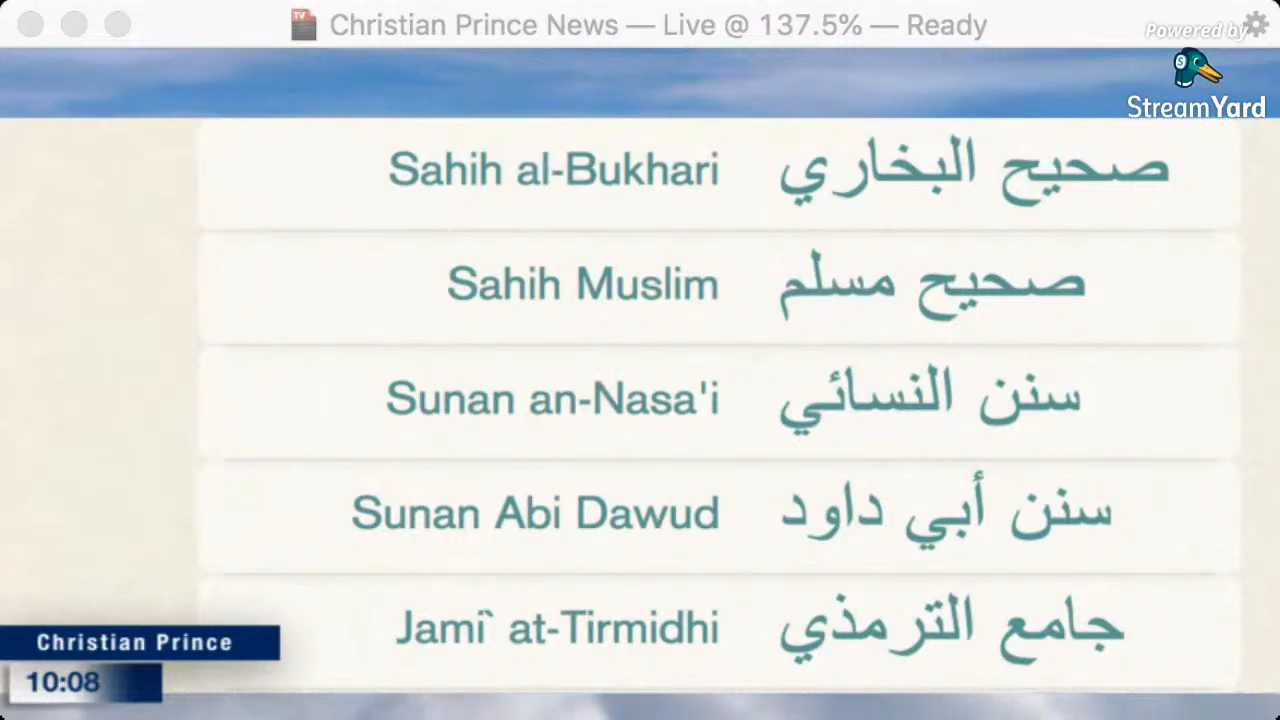 Christian Prince News — Live @ 137.5% — Ready
Powered by
StreamYard
Sahih al-Bukhari صحيح البخاري
Sahih Muslim صحيح مسلم
Sunan an-Nasa'i سنن النسائي
Sunan Abi Dawud سنن أبي داود
Jami` at-Tirmidhi جامع الترمذي
Christian Prince
10:08